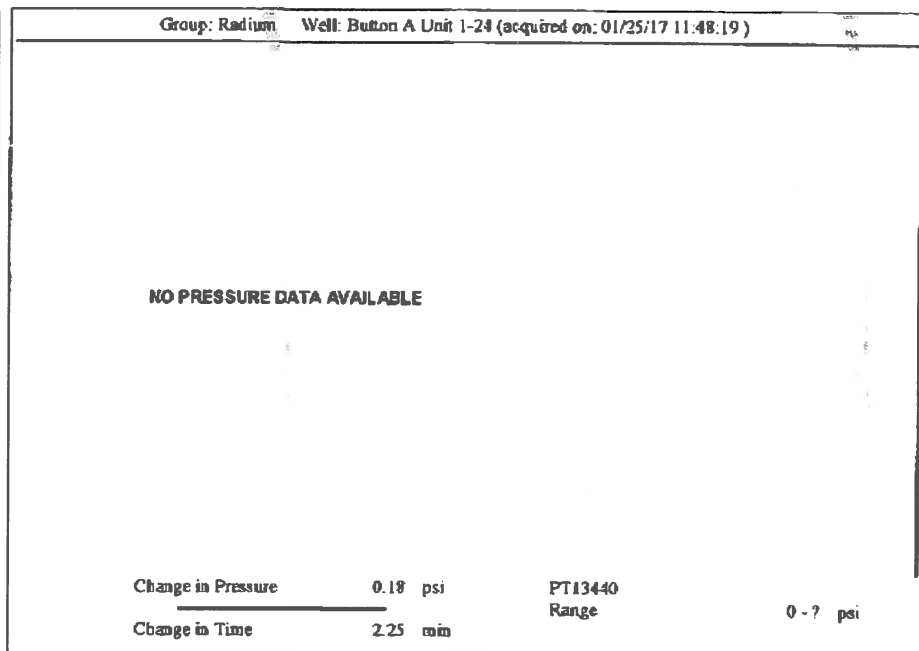 Group: Radium Well: Button A Unit 1-24 (acquired on: 01/25/17 11:48:19 )
NO PRESSURE DATA AVAILABLE
Change in Pressure 0.18 psi PT13440
Range 0 - ? psi
Change in Time 2.25 min